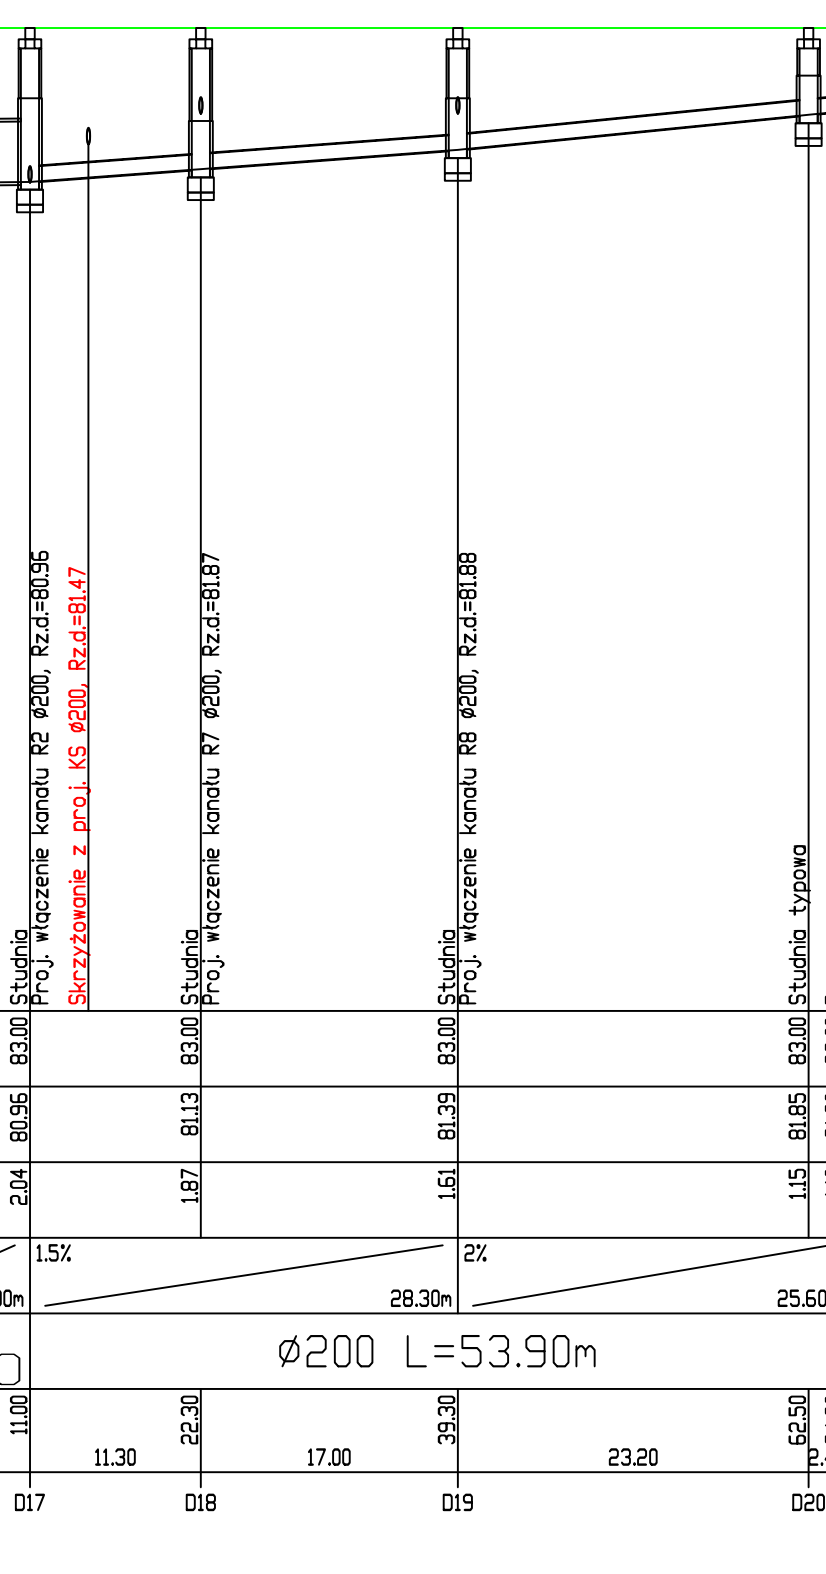 Studnia
Proj. włączenie kanału R2 ø200, Rz.d.=80.96
Skrzyżowanie z proj. KS ø200, Rz.d.=81.47
Studnia
Proj. włączenie kanału R7 ø200, Rz.d.=81.87
Studnia
Proj. włączenie kanału R8 ø200, Rz.d.=81.88
Studnia typowa
83.00 83.00 83.00 83.00
80.96 81.13 81.39 81.85
2.04 1.87 1.61 1.15
1.5% 2%
28.30m 25.60
ø200 L=53.90m
11.00 22.30 39.30 62.50
11.30 17.00 23.20
D17 D18 D19 D20